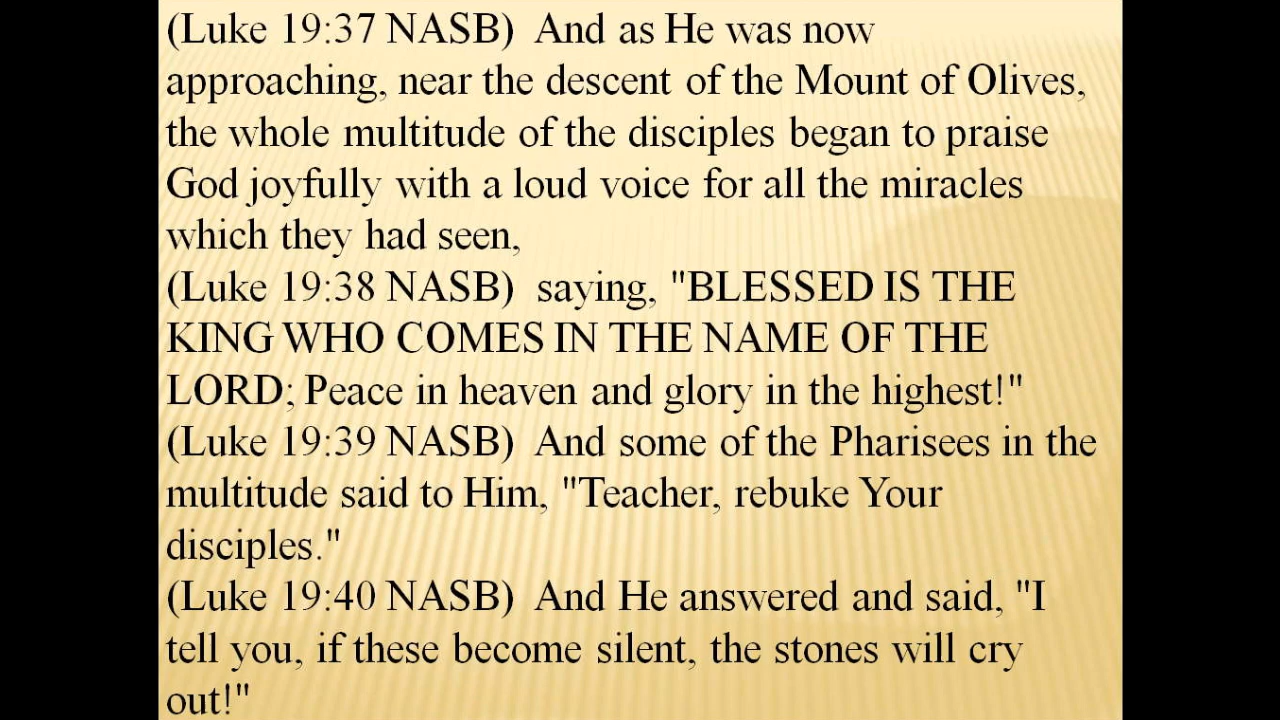 (Luke 19:37 NASB)  And as He was now
approaching, near the descent of the Mount of Olives,
the whole multitude of the disciples began to praise
God joyfully with a loud voice for all the miracles
which they had seen,
(Luke 19:38 NASB)  saying, "BLESSED IS THE
KING WHO COMES IN THE NAME OF THE
LORD; Peace in heaven and glory in the highest!"
(Luke 19:39 NASB)  And some of the Pharisees in the
multitude said to Him, "Teacher, rebuke Your
disciples."
(Luke 19:40 NASB)  And He answered and said, "I
tell you, if these become silent, the stones will cry
out!"